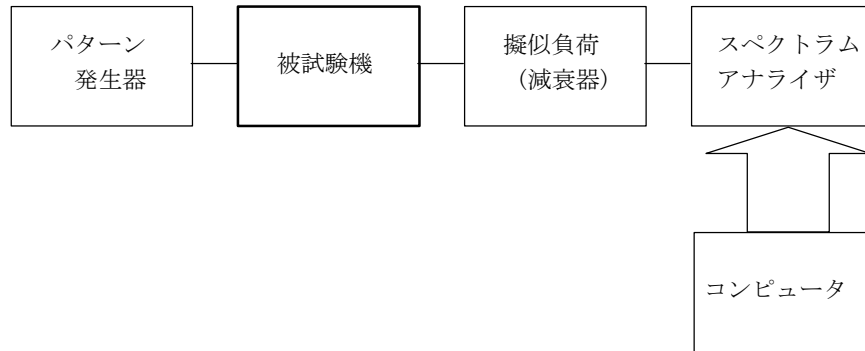 パターン
発生器
被試験機
擬似負荷
（減衰器）
スペクトラム
アナライザ
コンピュータ